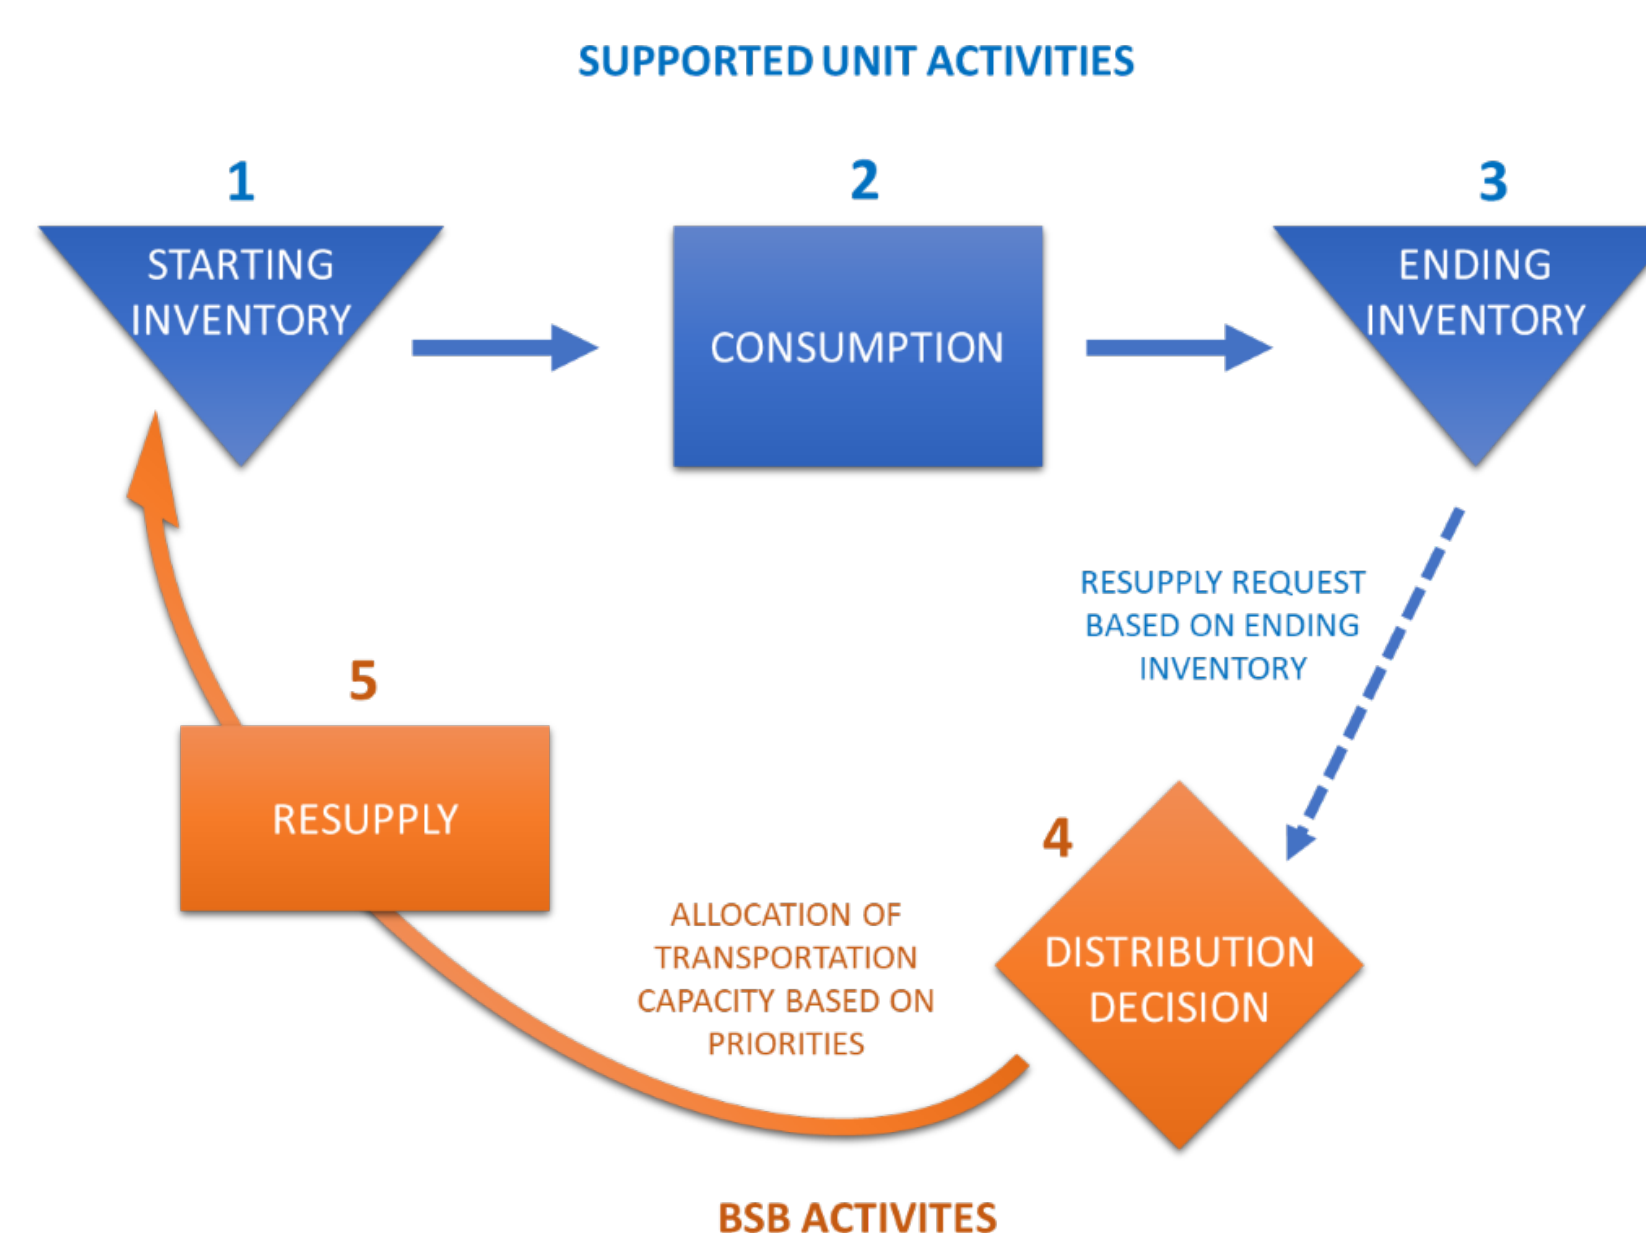 SUPPORTED UNIT ACTIVITIES
1
2
3
STARTING
INVENTORY
CONSUMPTION
ENDING
INVENTORY
RESUPPLY REQUEST
BASED ON ENDING
INVENTORY
5
RESUPPLY
4
DISTRIBUTION
DECISION
ALLOCATION OF
TRANSPORTATION
CAPACITY BASED ON
PRIORITIES
BSB ACTIVITES